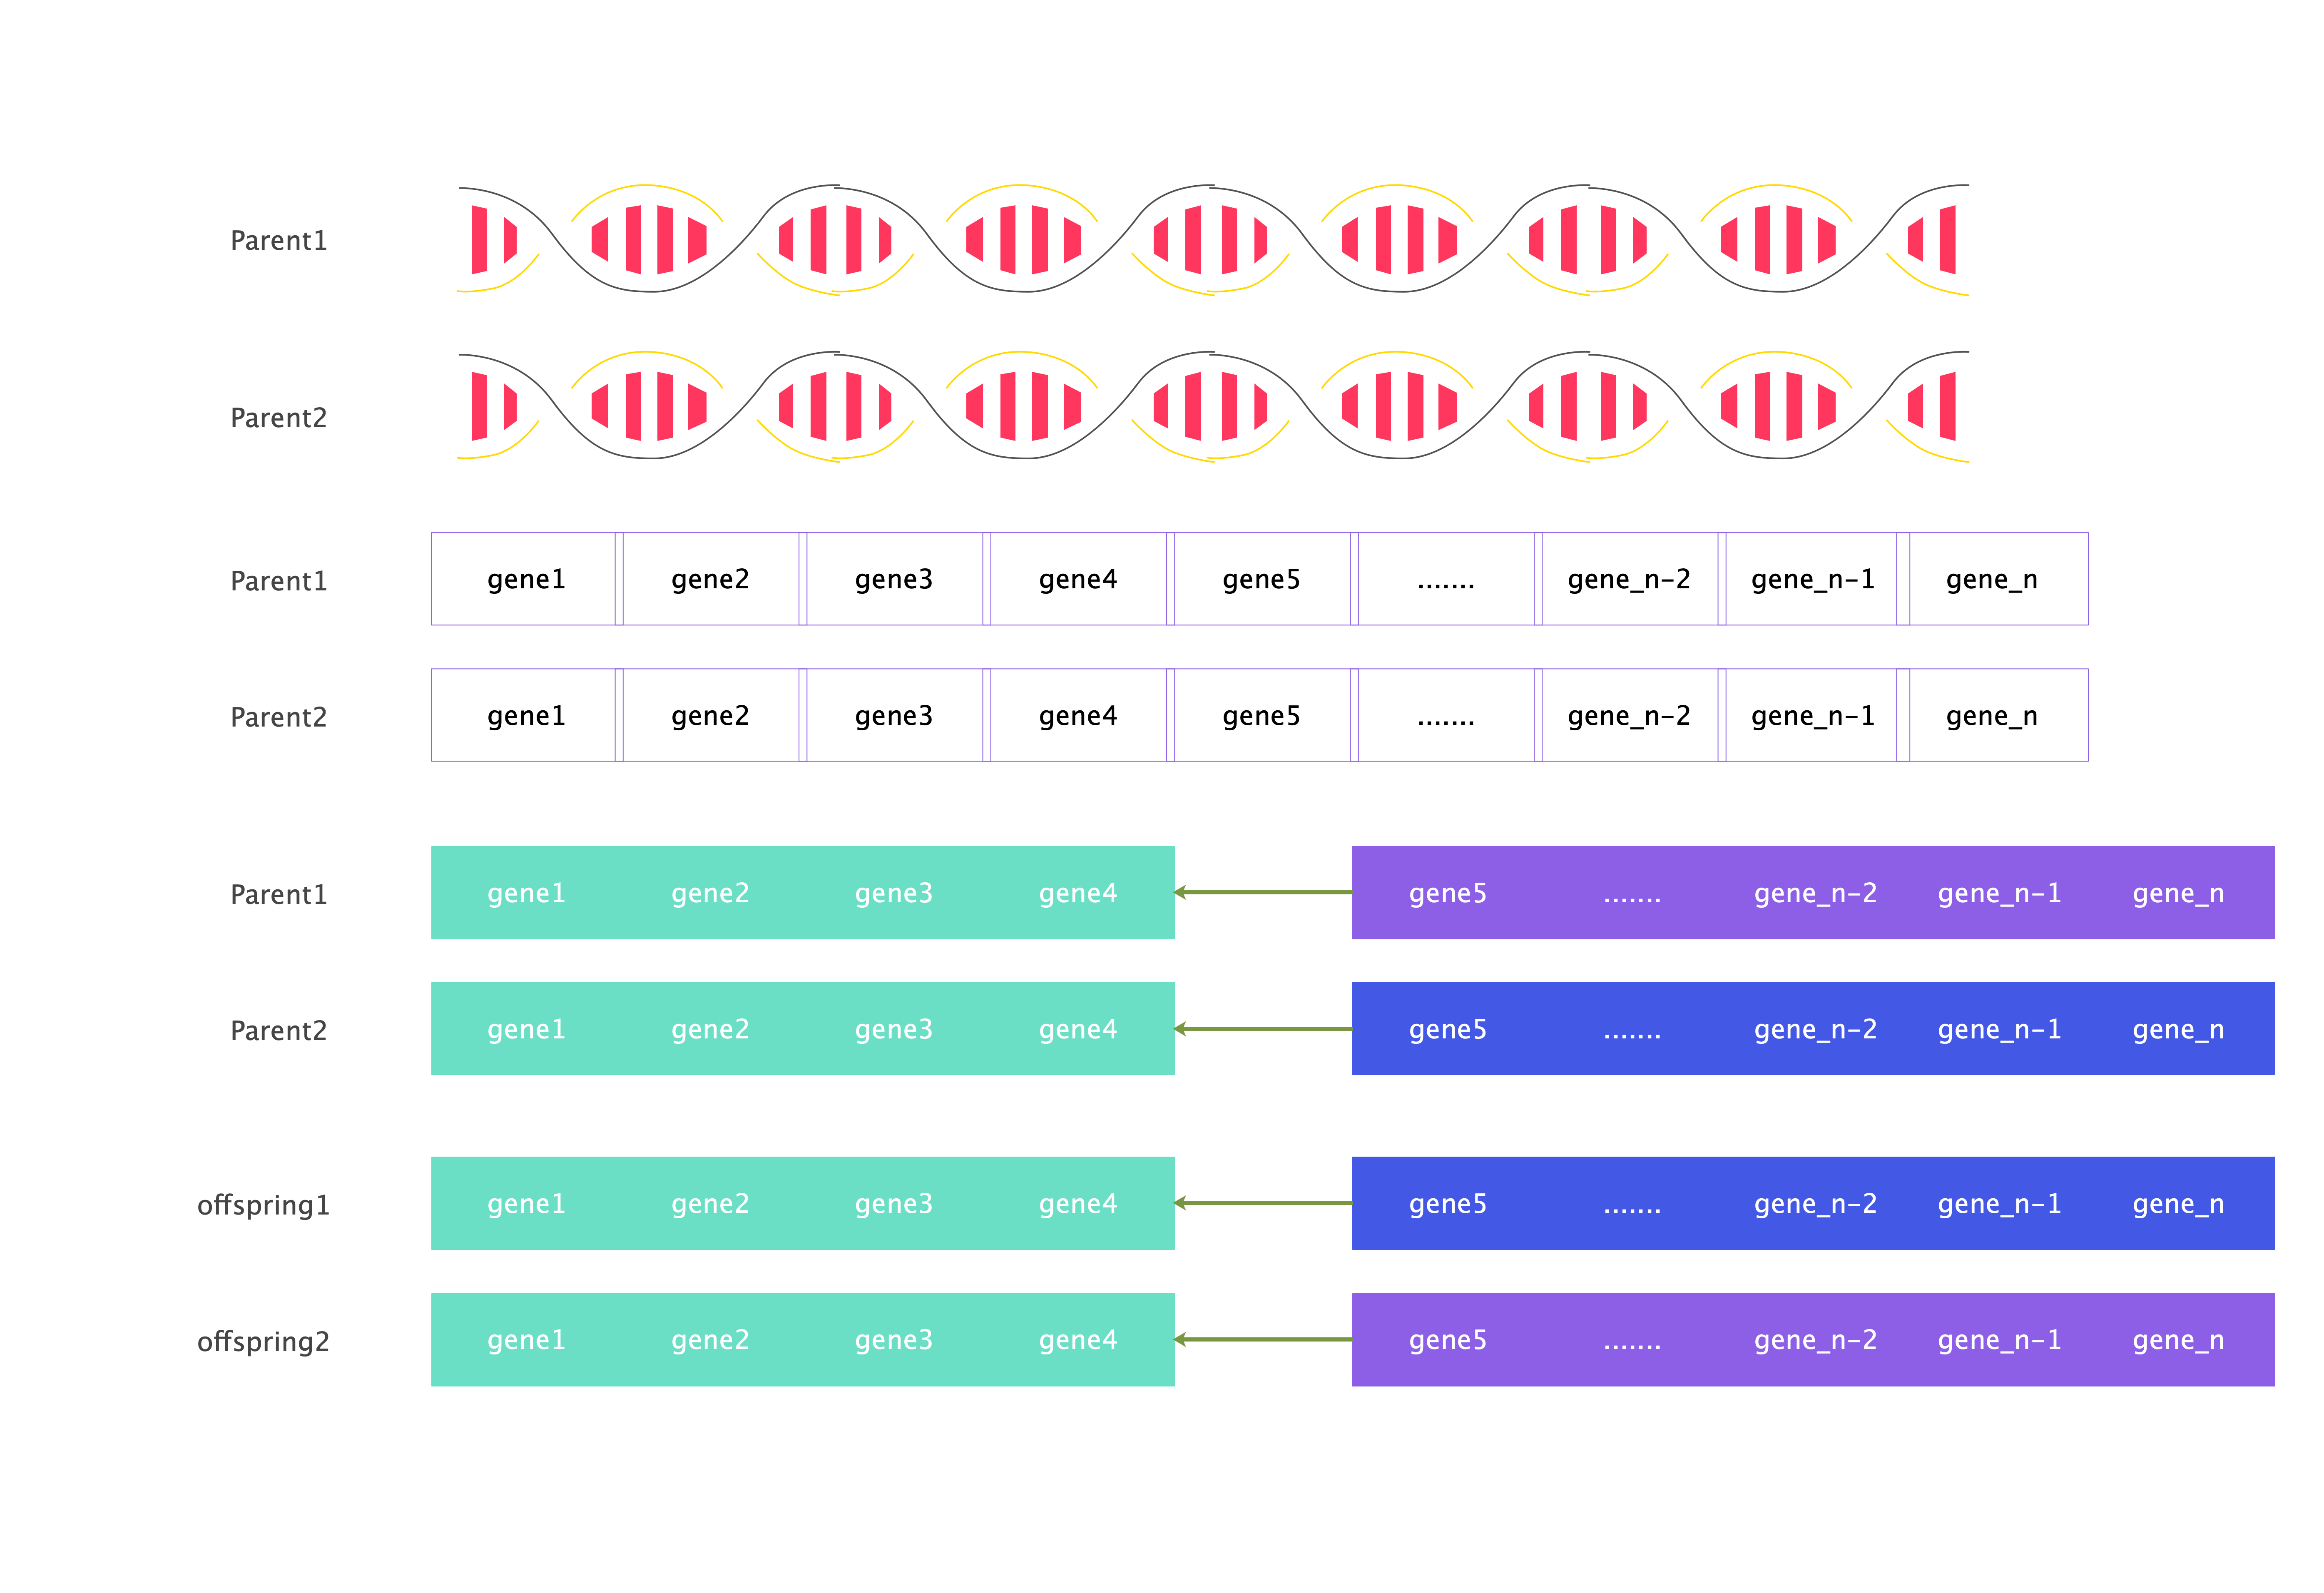 Parent1
Parent2
Parent1 gene1 gene2 gene3 gene4 gene5 ....... gene_n-2 gene_n-1 gene_n
Parent2 gene1 gene2 gene3 gene4 gene5 ....... gene_n-2 gene_n-1 gene_n
Parent1 gene1 gene2 gene3 gene4 gene5 ....... gene_n-2 gene_n-1 gene_n
Parent2 gene1 gene2 gene3 gene4 gene5 ....... gene_n-2 gene_n-1 gene_n
offspring1 gene1 gene2 gene3 gene4 gene5 ....... gene_n-2 gene_n-1 gene_n
offspring2 gene1 gene2 gene3 gene4 gene5 ....... gene_n-2 gene_n-1 gene_n